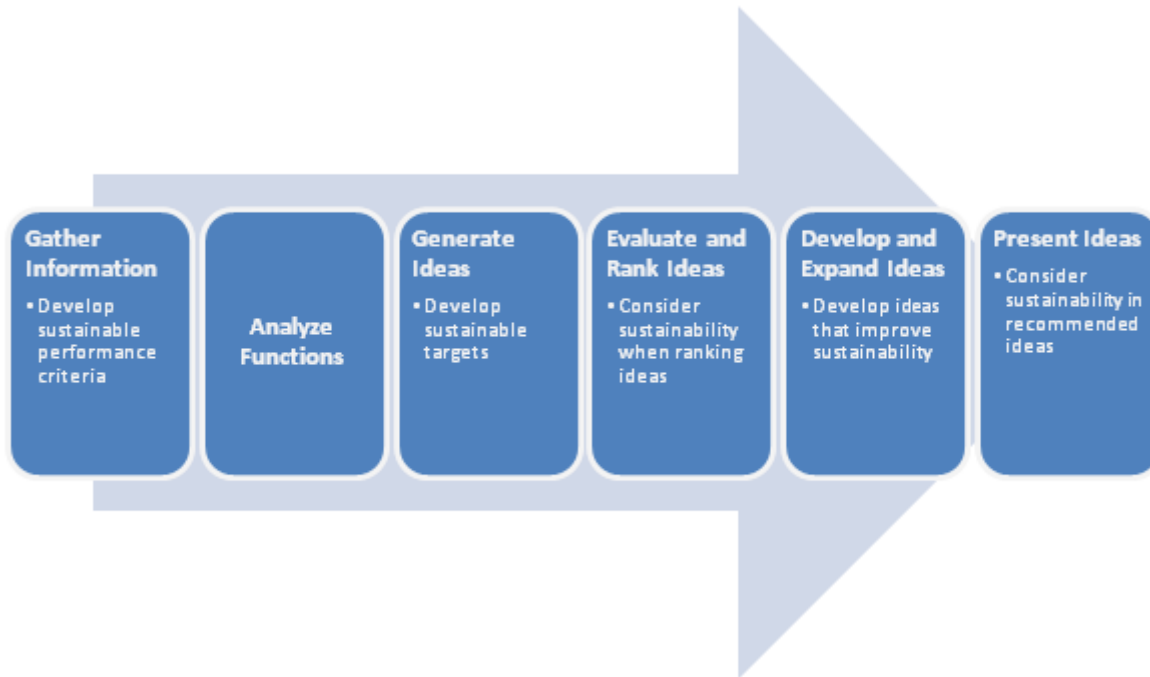 Gather
Information
▪ Develop
sustainable
performance
criteria
Analyze
Functions
Generate
Ideas
▪ Develop
sustainable
targets
Evaluate and
Rank Ideas
▪ Consider
sustainability
when ranking
ideas
Develop and
Expand Ideas
▪ Develop ideas
that improve
sustainability
Present Ideas
▪ Consider
sustainability in
recommended
ideas